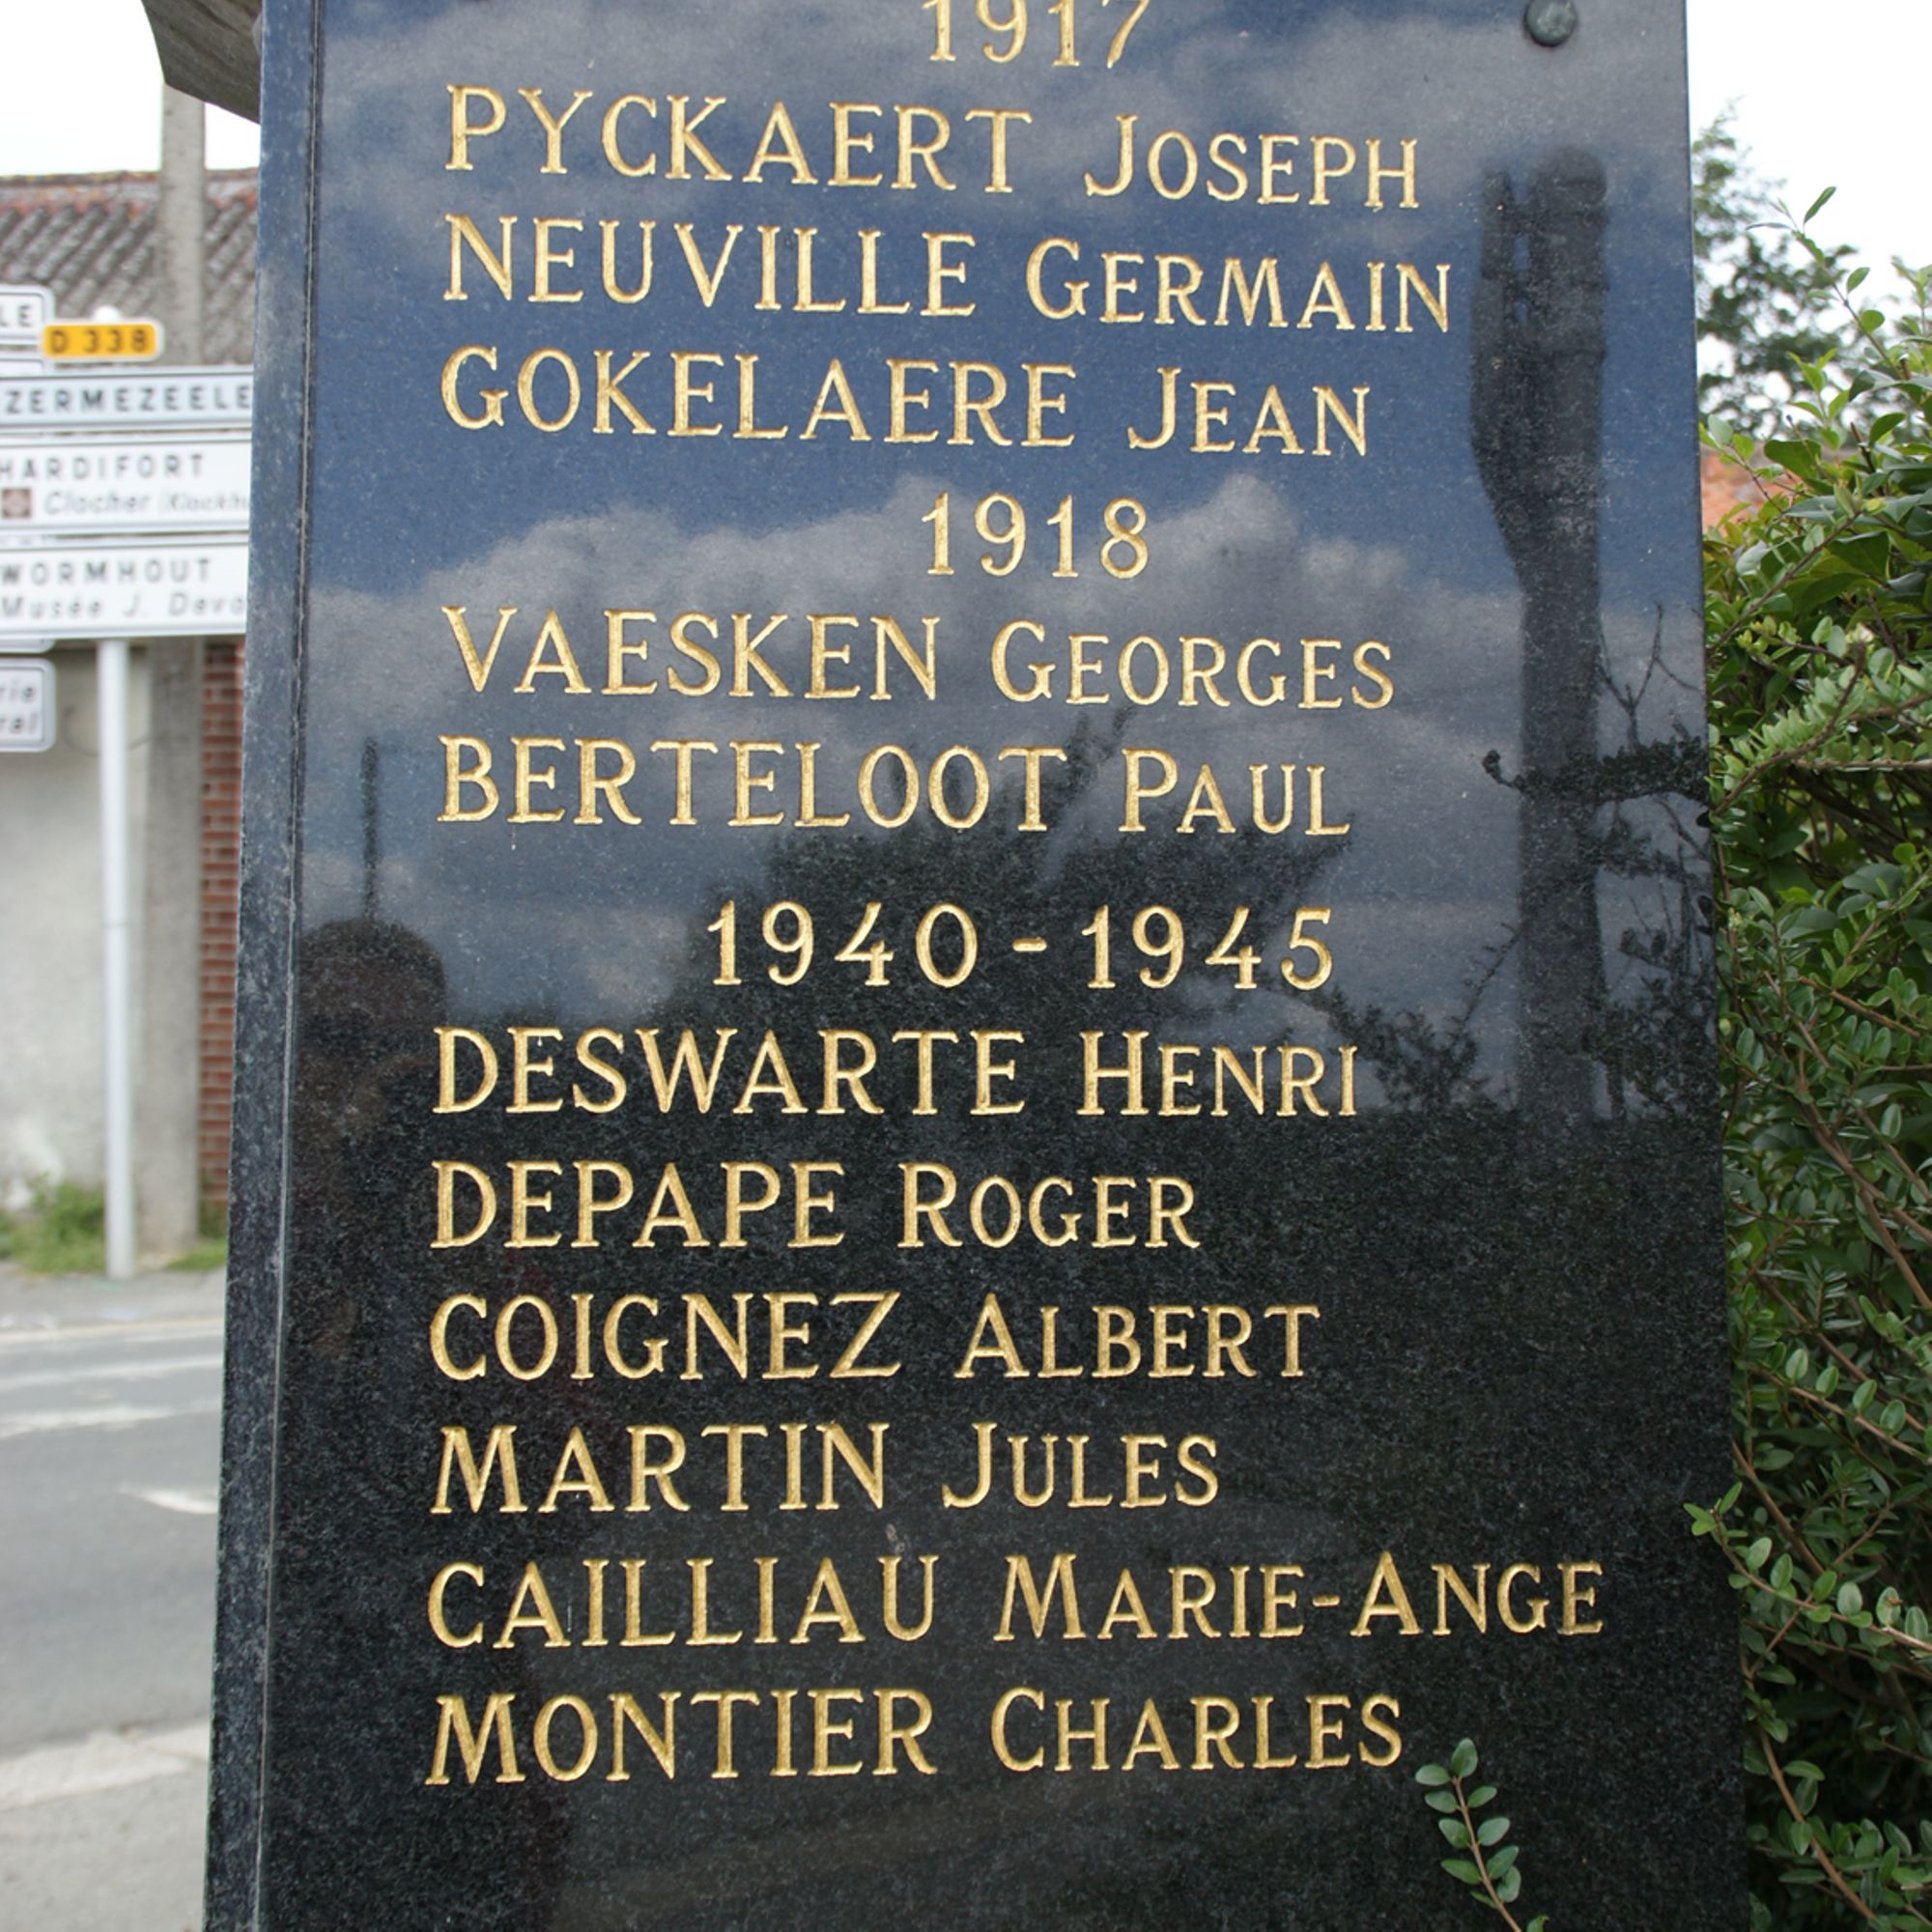 1917
PYCKAERT JOSEPH
NEUVILLE GERMAIN
GOKELAERE JEAN
1918
VAESKEN GEORGES
BERTELOOT PAUL
1940-1945
DESWARTE HENRI
DEPAPE ROGER
COIGNEZ ALBERT
MARTIN JULES
CAILLIAU MARIE-ANGE
MONTIER CHARLES
D 338
ZERMEZEELE
HARDIFORT
Clocher
WORMHOUT
Musée J.